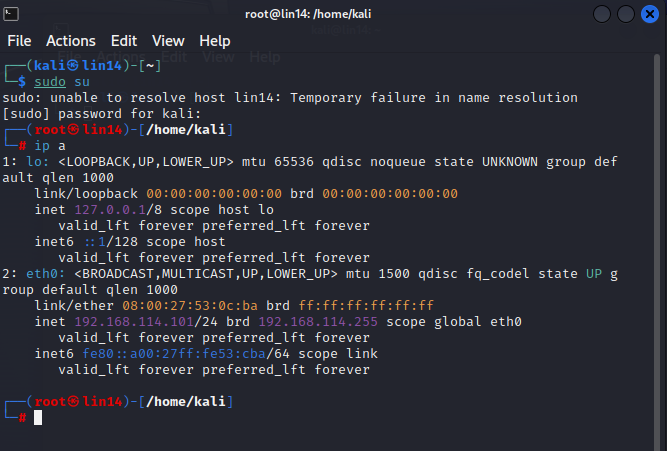 root@lin14: /home/kali
File Actions Edit View Help
┌──(kali㉿lin14)-[~]
└─$ sudo su
sudo: unable to resolve host lin14: Temporary failure in name resolution
[sudo] password for kali:
┌──(root㉿lin14)-[/home/kali]
└─# ip a
1: lo: <LOOPBACK,UP,LOWER_UP> mtu 65536 qdisc noqueue state UNKNOWN group def
ault qlen 1000
    link/loopback 00:00:00:00:00:00 brd 00:00:00:00:00:00
    inet 127.0.0.1/8 scope host lo
       valid_lft forever preferred_lft forever
    inet6 ::1/128 scope host
       valid_lft forever preferred_lft forever
2: eth0: <BROADCAST,MULTICAST,UP,LOWER_UP> mtu 1500 qdisc fq_codel state UP g
roup default qlen 1000
    link/ether 08:00:27:53:0c:ba brd ff:ff:ff:ff:ff:ff
    inet 192.168.114.101/24 brd 192.168.114.255 scope global eth0
       valid_lft forever preferred_lft forever
    inet6 fe80::a00:27ff:fe53:cba/64 scope link
       valid_lft forever preferred_lft forever
┌──(root㉿lin14)-[/home/kali]
└─#